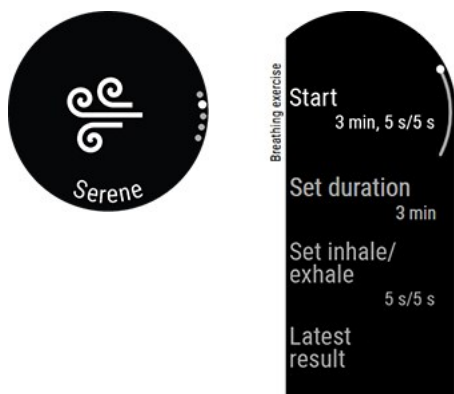 Serene
Breathing exercise
Start
3 min, 5 s/5 s
Set duration
3 min
Set inhale/
exhale
5 s/5 s
Latest
result